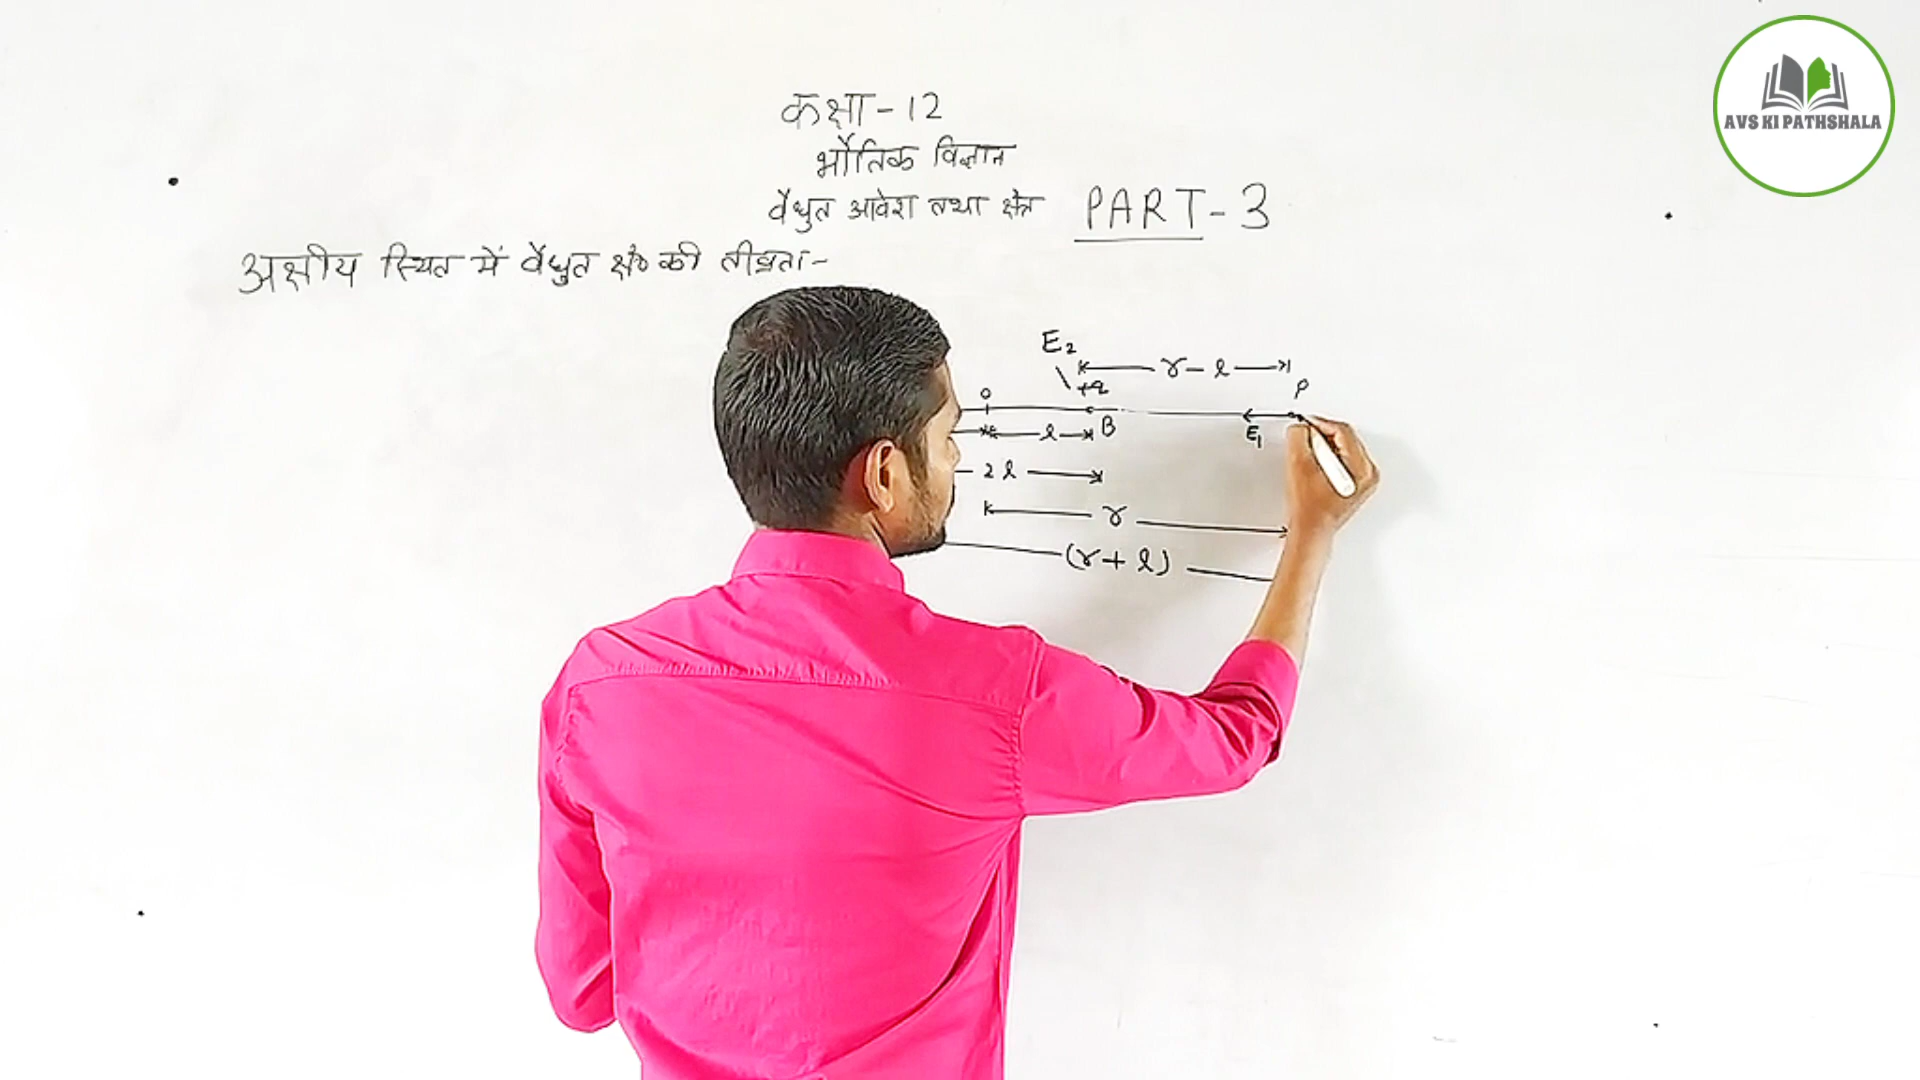 AVS KI PATHSHALA
कक्षा-12
भौतिक विज्ञान
वैधुत आवेश तथा क्षेत्र PART-3
अक्षीय स्थित में वैधुत क्षेत्र की तीव्रता-
E₂
r-l
+q
P
O
B
E₁
l
2l
r
(r+l)